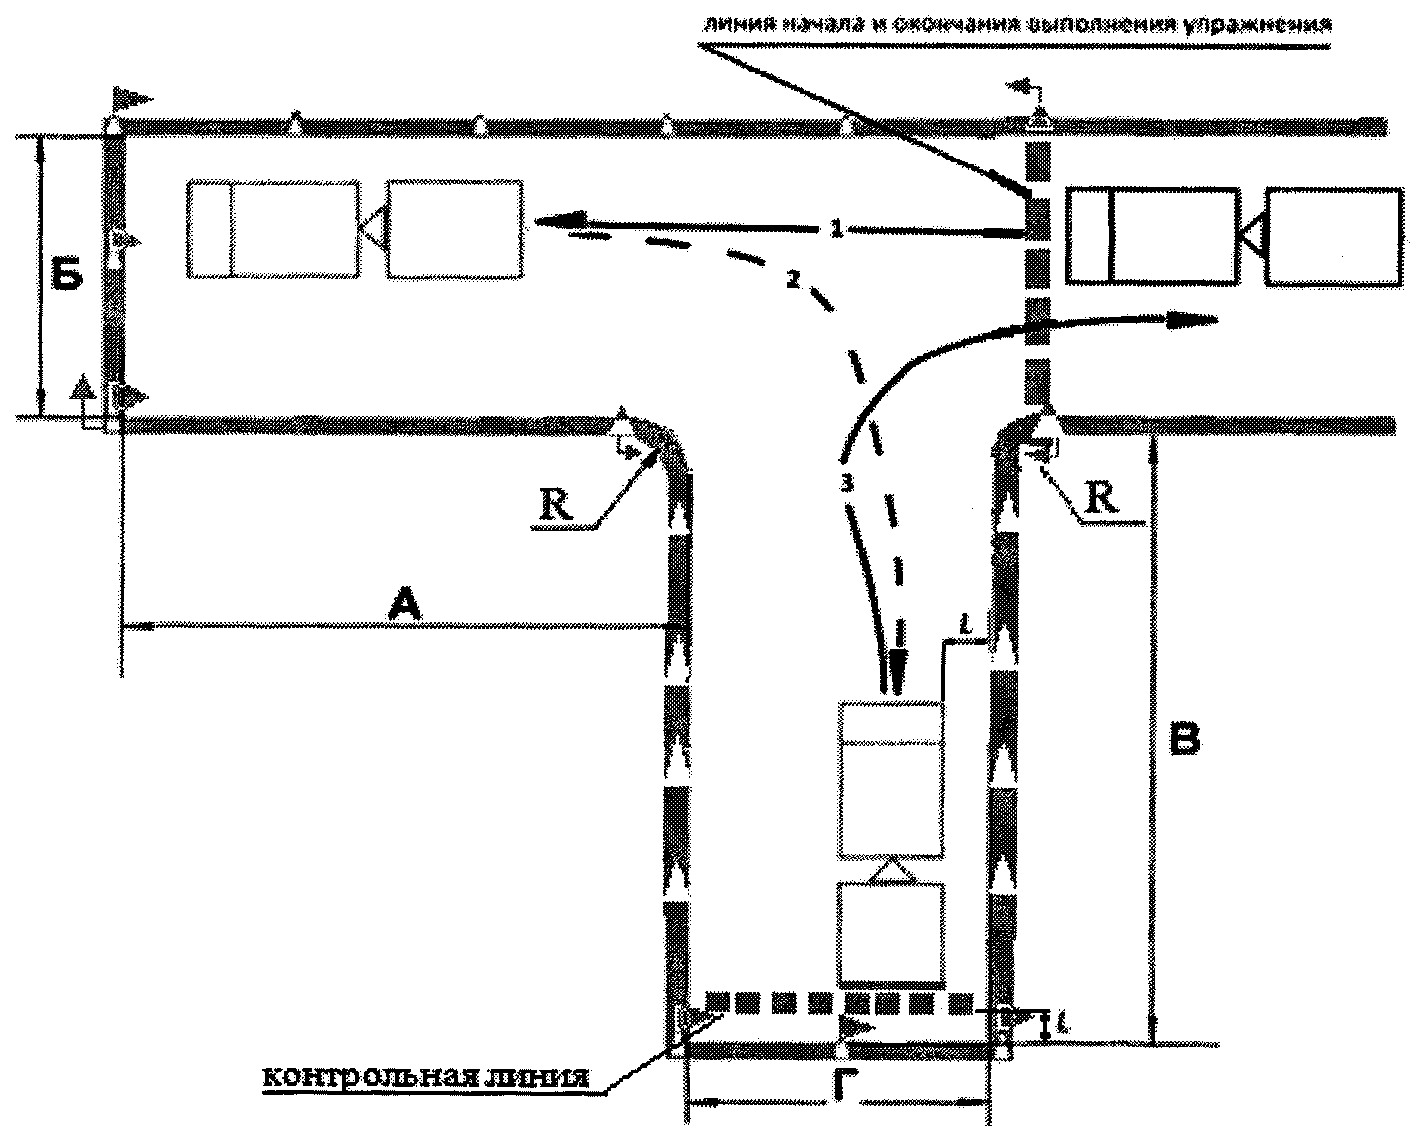 линия начала и окончания выполнения упражнения
1
2
Б
3
R
R
А
l
В
l
контрольная линия
Г